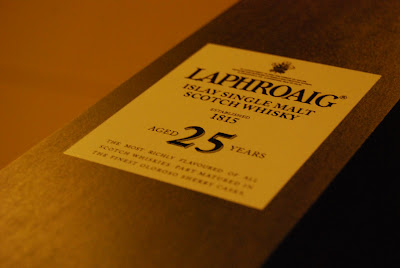 LAPHROAIG®
ISLAY SINGLE MALT
SCOTCH WHISKY
ESTABLISHED
1815
AGED 25 YEARS
THE MOST RICHLY FLAVOURED OF ALL
SCOTCH WHISKIES. PART MATURED IN
THE FINEST OLOROSO SHERRY CASKS.